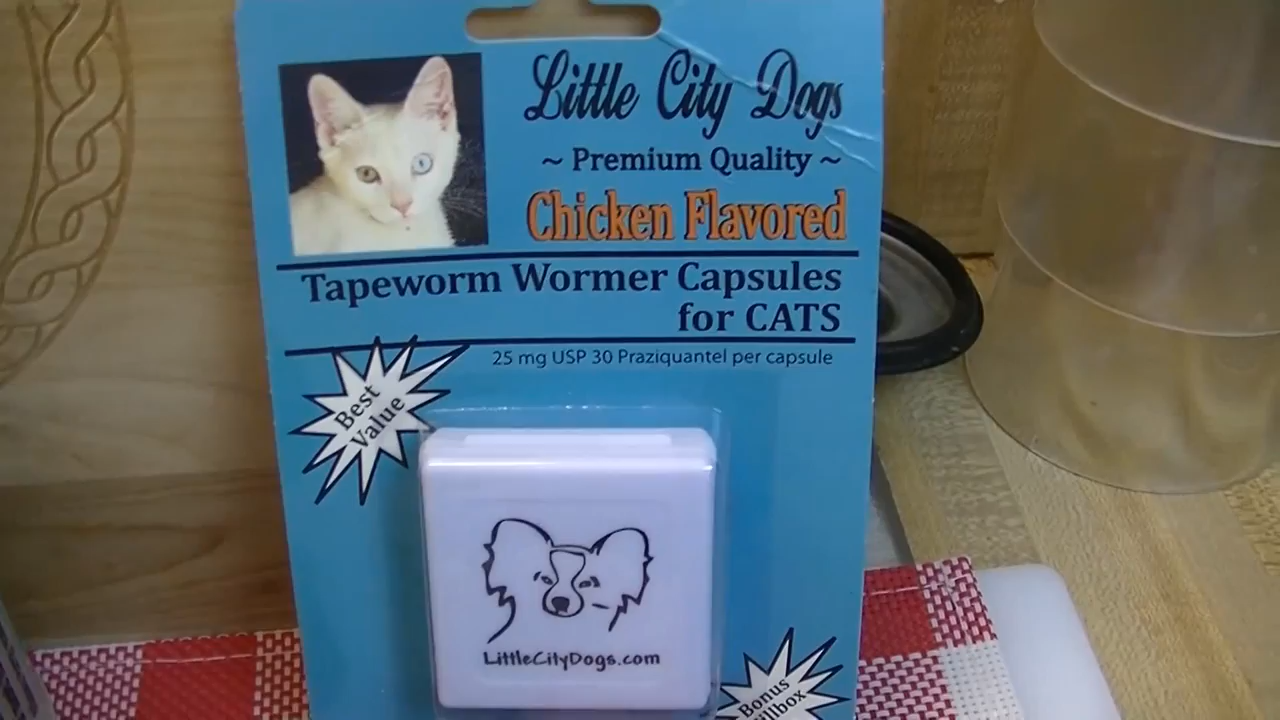 Little City Dogs
~ Premium Quality ~
Chicken Flavored
Tapeworm Wormer Capsules
for CATS
25 mg USP 30 Praziquantel per capsule
Best
Value
LittleCityDogs.com
Bonus